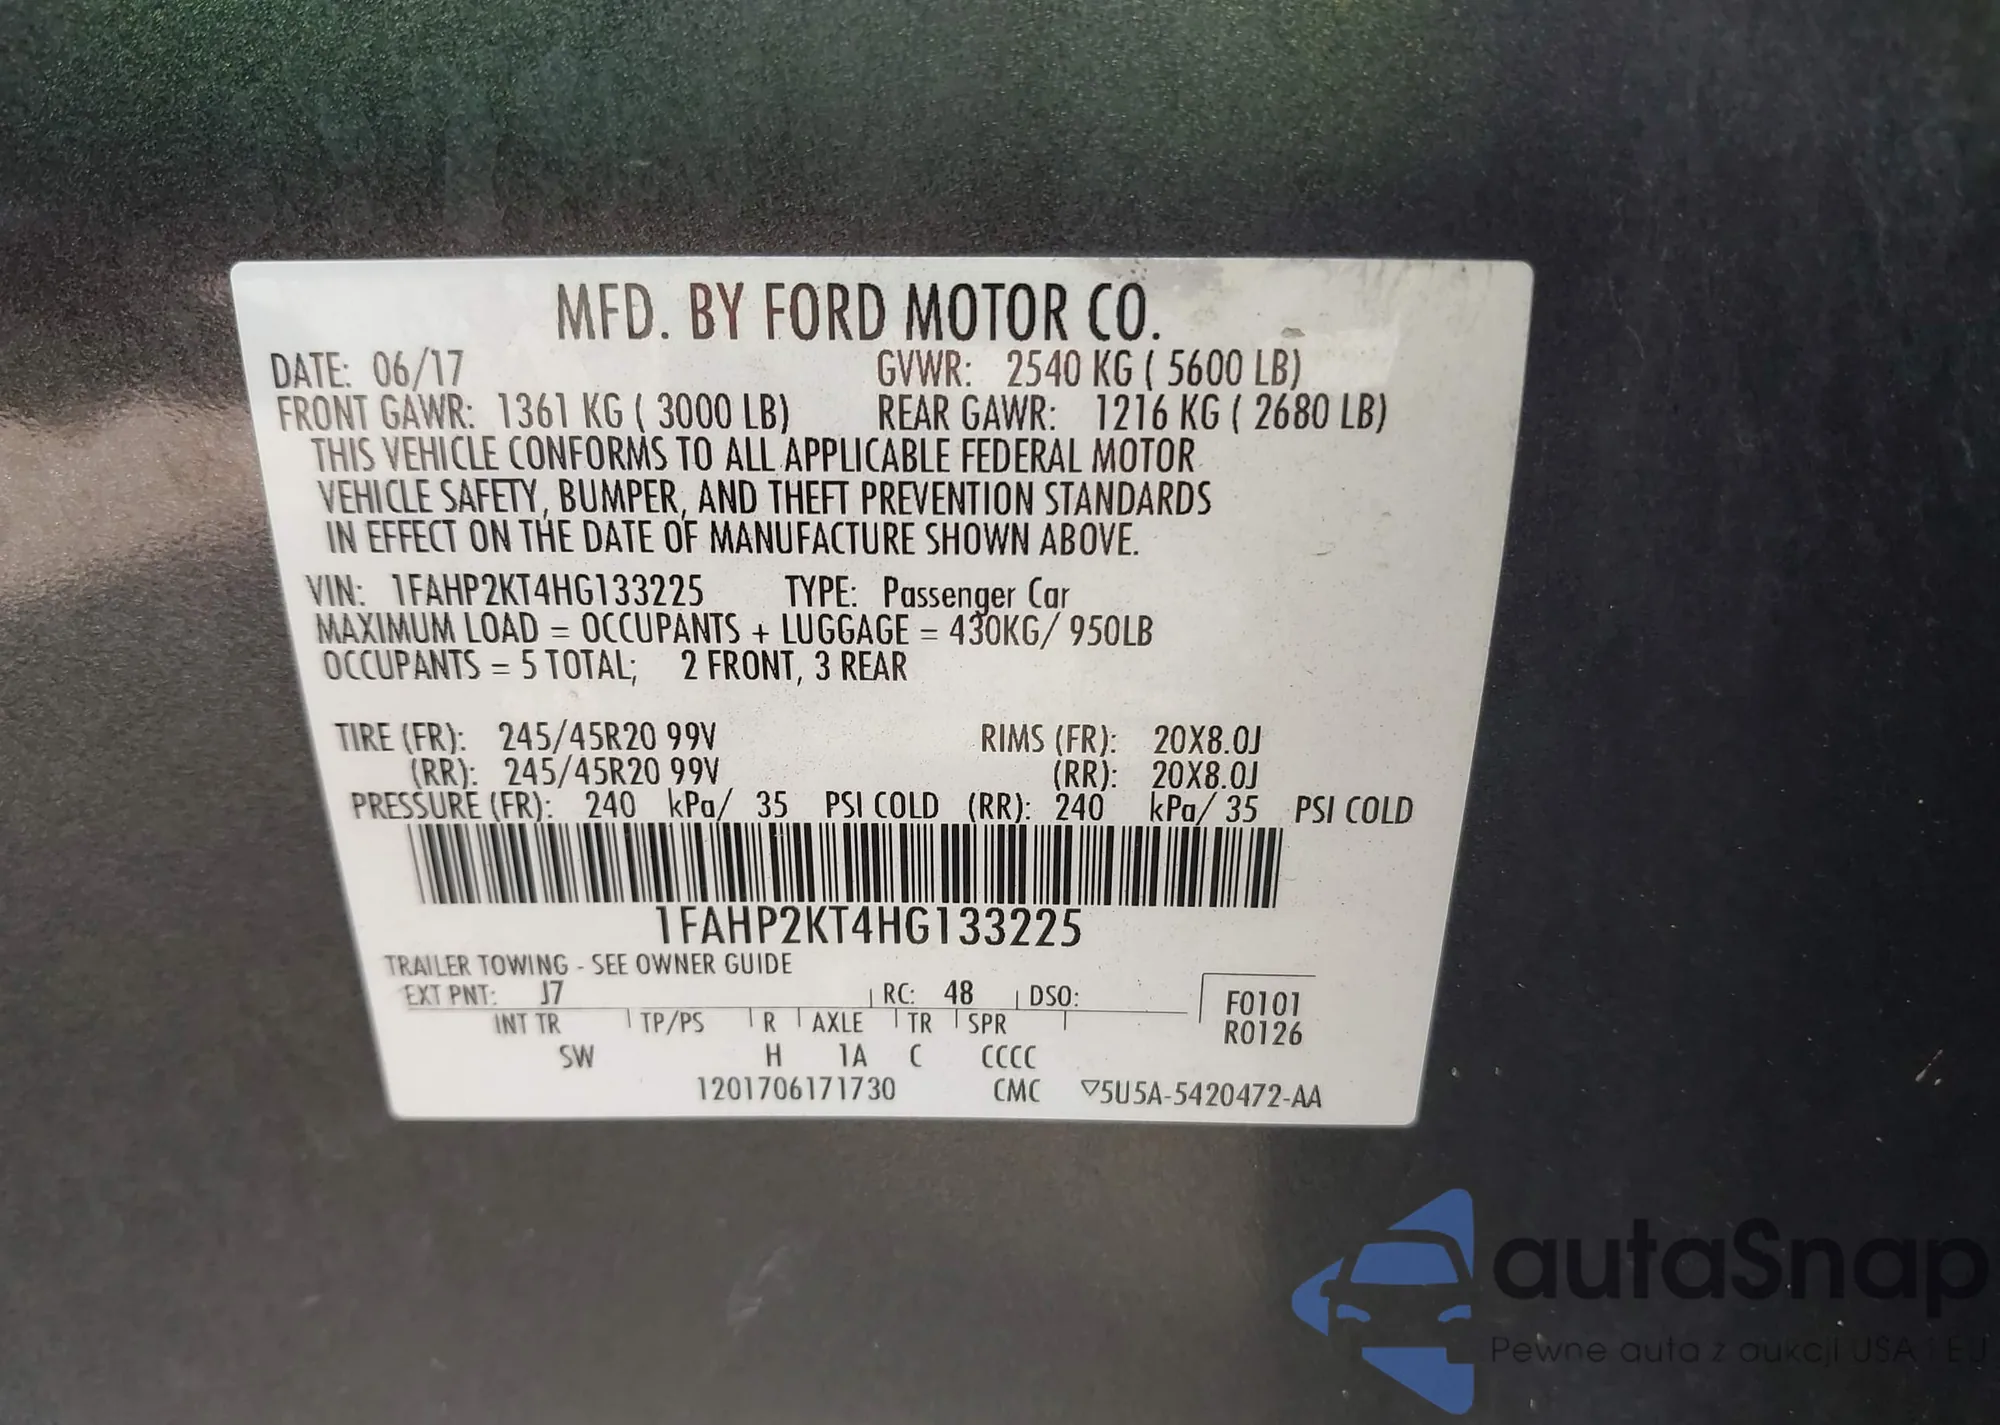 MFD. BY FORD MOTOR CO.
DATE: 06/17 GVWR: 2540 KG ( 5600 LB)
FRONT GAWR: 1361 KG ( 3000 LB) REAR GAWR: 1216 KG ( 2680 LB)
THIS VEHICLE CONFORMS TO ALL APPLICABLE FEDERAL MOTOR
VEHICLE SAFETY, BUMPER, AND THEFT PREVENTION STANDARDS
IN EFFECT ON THE DATE OF MANUFACTURE SHOWN ABOVE.
VIN: 1FAHP2KT4HG133225 TYPE: Passenger Car
MAXIMUM LOAD = OCCUPANTS + LUGGAGE = 430KG/ 950LB
OCCUPANTS = 5 TOTAL; 2 FRONT, 3 REAR
TIRE (FR): 245/45R20 99V RIMS (FR): 20X8.0J
(RR): 245/45R20 99V (RR): 20X8.0J
PRESSURE (FR): 240 kPa/ 35 PSI COLD (RR): 240 kPa/ 35 PSI COLD
1FAHP2KT4HG133225
TRAILER TOWING - SEE OWNER GUIDE
EXT PNT: J7 RC: 48 DSO:
F0101
INT TR TP/PS R AXLE TR SPR
R0126
SW H 1A C CCCC
1201706171730 CMC ▽5U5A-5420472-AA
autaSnap
Pewne auta z aukcji USA i EU